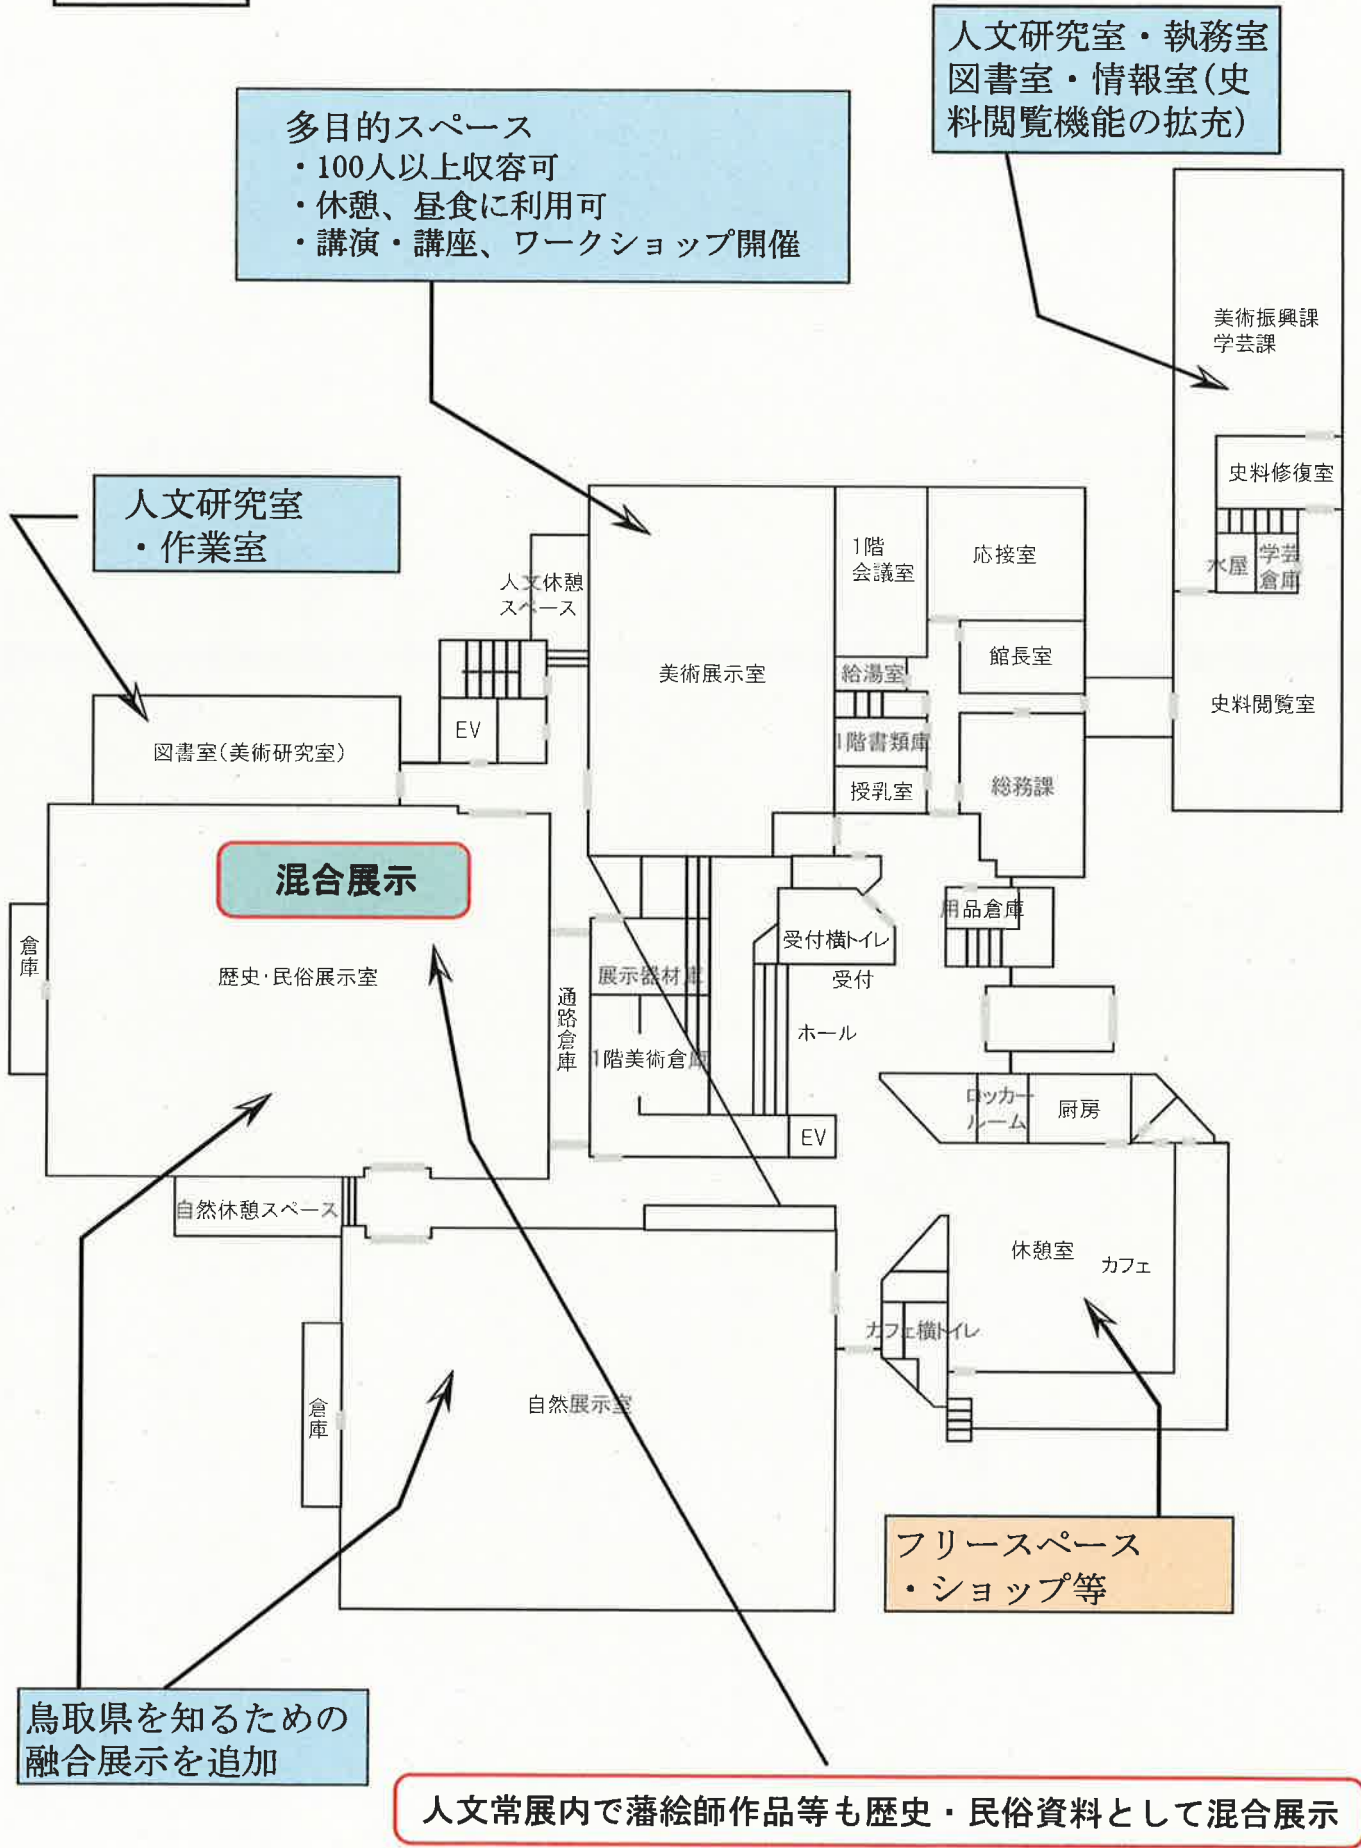 人文研究室・執務室
図書室・情報室(史
料閲覧機能の拡充)
多目的スペース
・100人以上収容可
・休憩、昼食に利用可
・講演・講座、ワークショップ開催
美術振興課
学芸課
史料修復室
水屋
学芸
倉庫
史料閲覧室
人文研究室
・作業室
人文休憩
スペース
1階
会議室
応接室
館長室
給湯室
美術展示室
EV
1階書類庫
授乳室
総務課
図書室(美術研究室)
混合展示
歴史・民俗展示室
倉庫
通路倉庫
展示器材庫
1階美術倉庫
受付横トイレ
受付
ホール
用品倉庫
EV
ロッカー
ルーム
厨房
自然休憩スペース
休憩室
カフェ
カフェ横トイレ
自然展示室
倉庫
フリースペース
・ショップ等
鳥取県を知るための
融合展示を追加
人文常展内で藩絵師作品等も歴史・民俗資料として混合展示